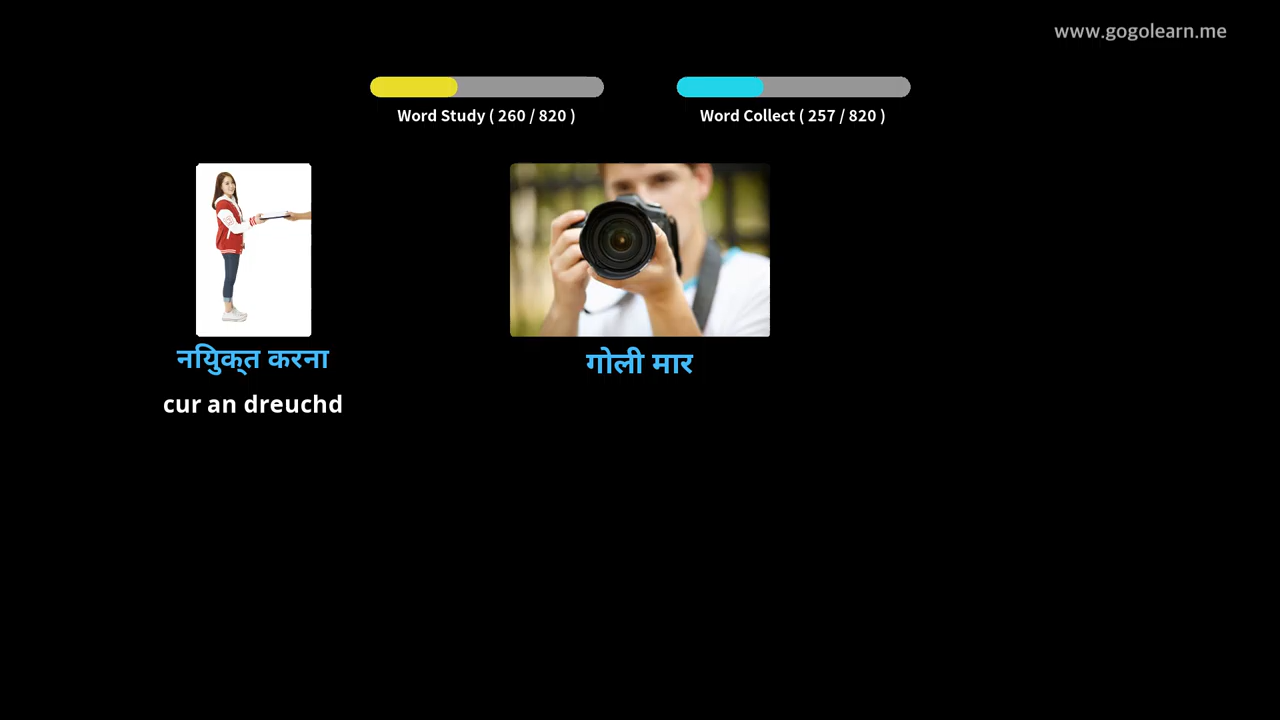 www.gogolearn.me
Word Study ( 260 / 820 )
Word Collect ( 257 / 820 )
नियुक्त करना
गोली मार
cur an dreuchd